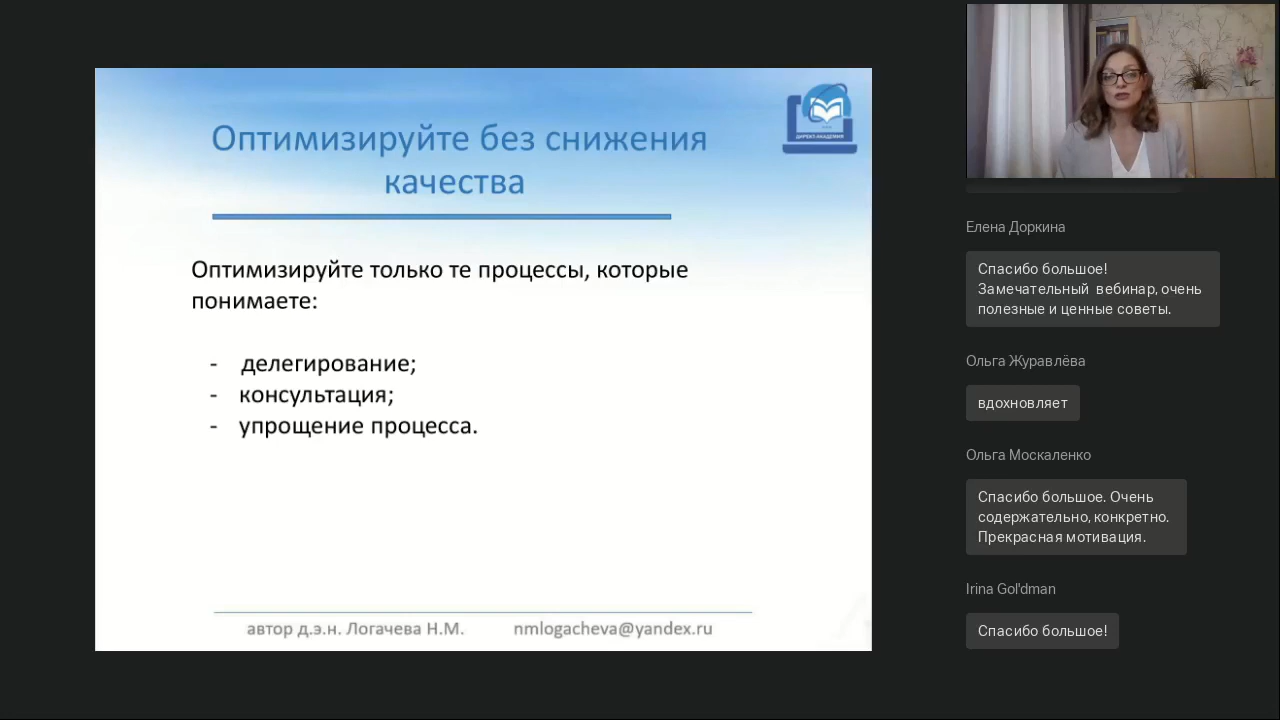 Оптимизируйте без снижения
качества
ДИРЕКТ-АКАДЕМИЯ
Оптимизируйте только те процессы, которые
понимаете:
- делегирование;
- консультация;
- упрощение процесса.
автор д.э.н. Логачева Н.М. nmlogacheva@yandex.ru
Елена Доркина
Спасибо большое!
Замечательный вебинар, очень
полезные и ценные советы.
Ольга Журавлёва
вдохновляет
Ольга Москаленко
Спасибо большое. Очень
содержательно, конкретно.
Прекрасная мотивация.
Irina Gol'dman
Спасибо большое!